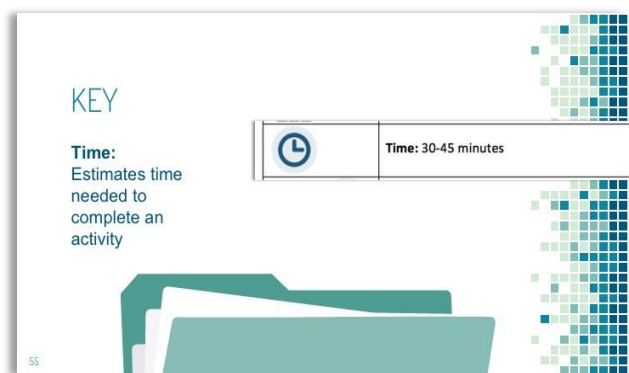 KEY
Time:
Estimates time
needed to
complete an
activity
Time: 30-45 minutes
55